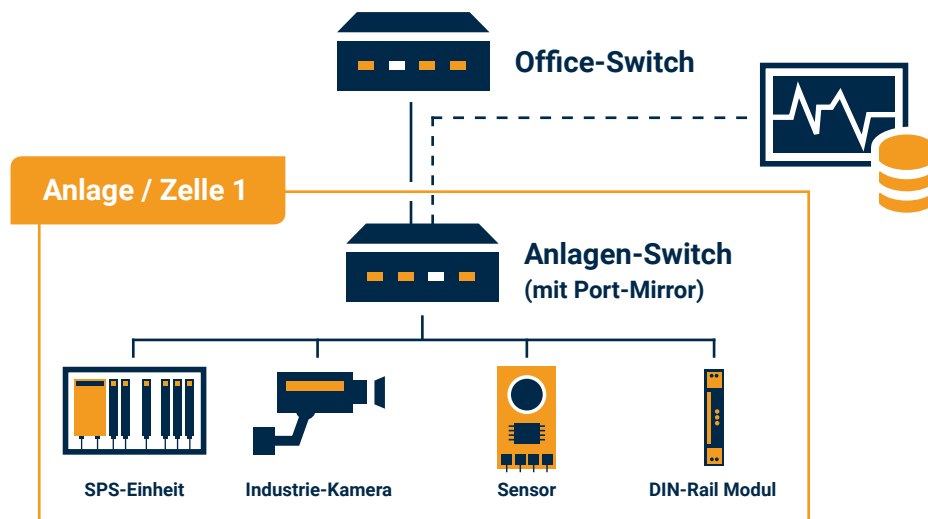 Office-Switch
Anlage / Zelle 1
Anlagen-Switch
(mit Port-Mirror)
SPS-Einheit
Industrie-Kamera
Sensor
DIN-Rail Modul